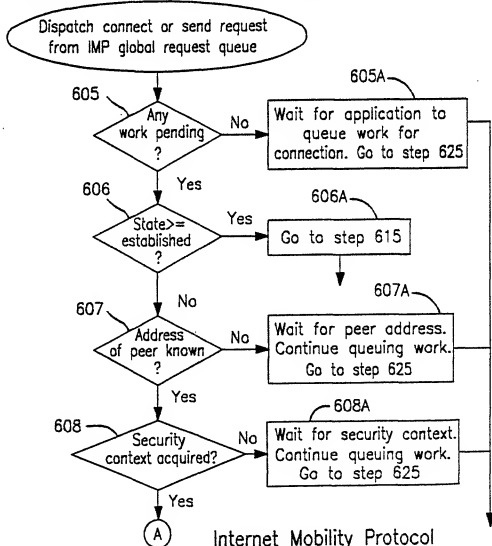 Dispatch connect or send request
from IMP global request queue
605
Any
work pending
?
No
Yes
605A
Wait for application to
queue work for
connection. Go to step 625
606
State>=
established
?
Yes
No
606A
Go to step 615
607
Address
of peer known
?
No
Yes
607A
Wait for peer address.
Continue queuing work.
Go to step 625
608
Security
context acquired?
No
Yes
608A
Wait for security context.
Continue queuing work.
Go to step 625
A
Internet Mobility Protocol